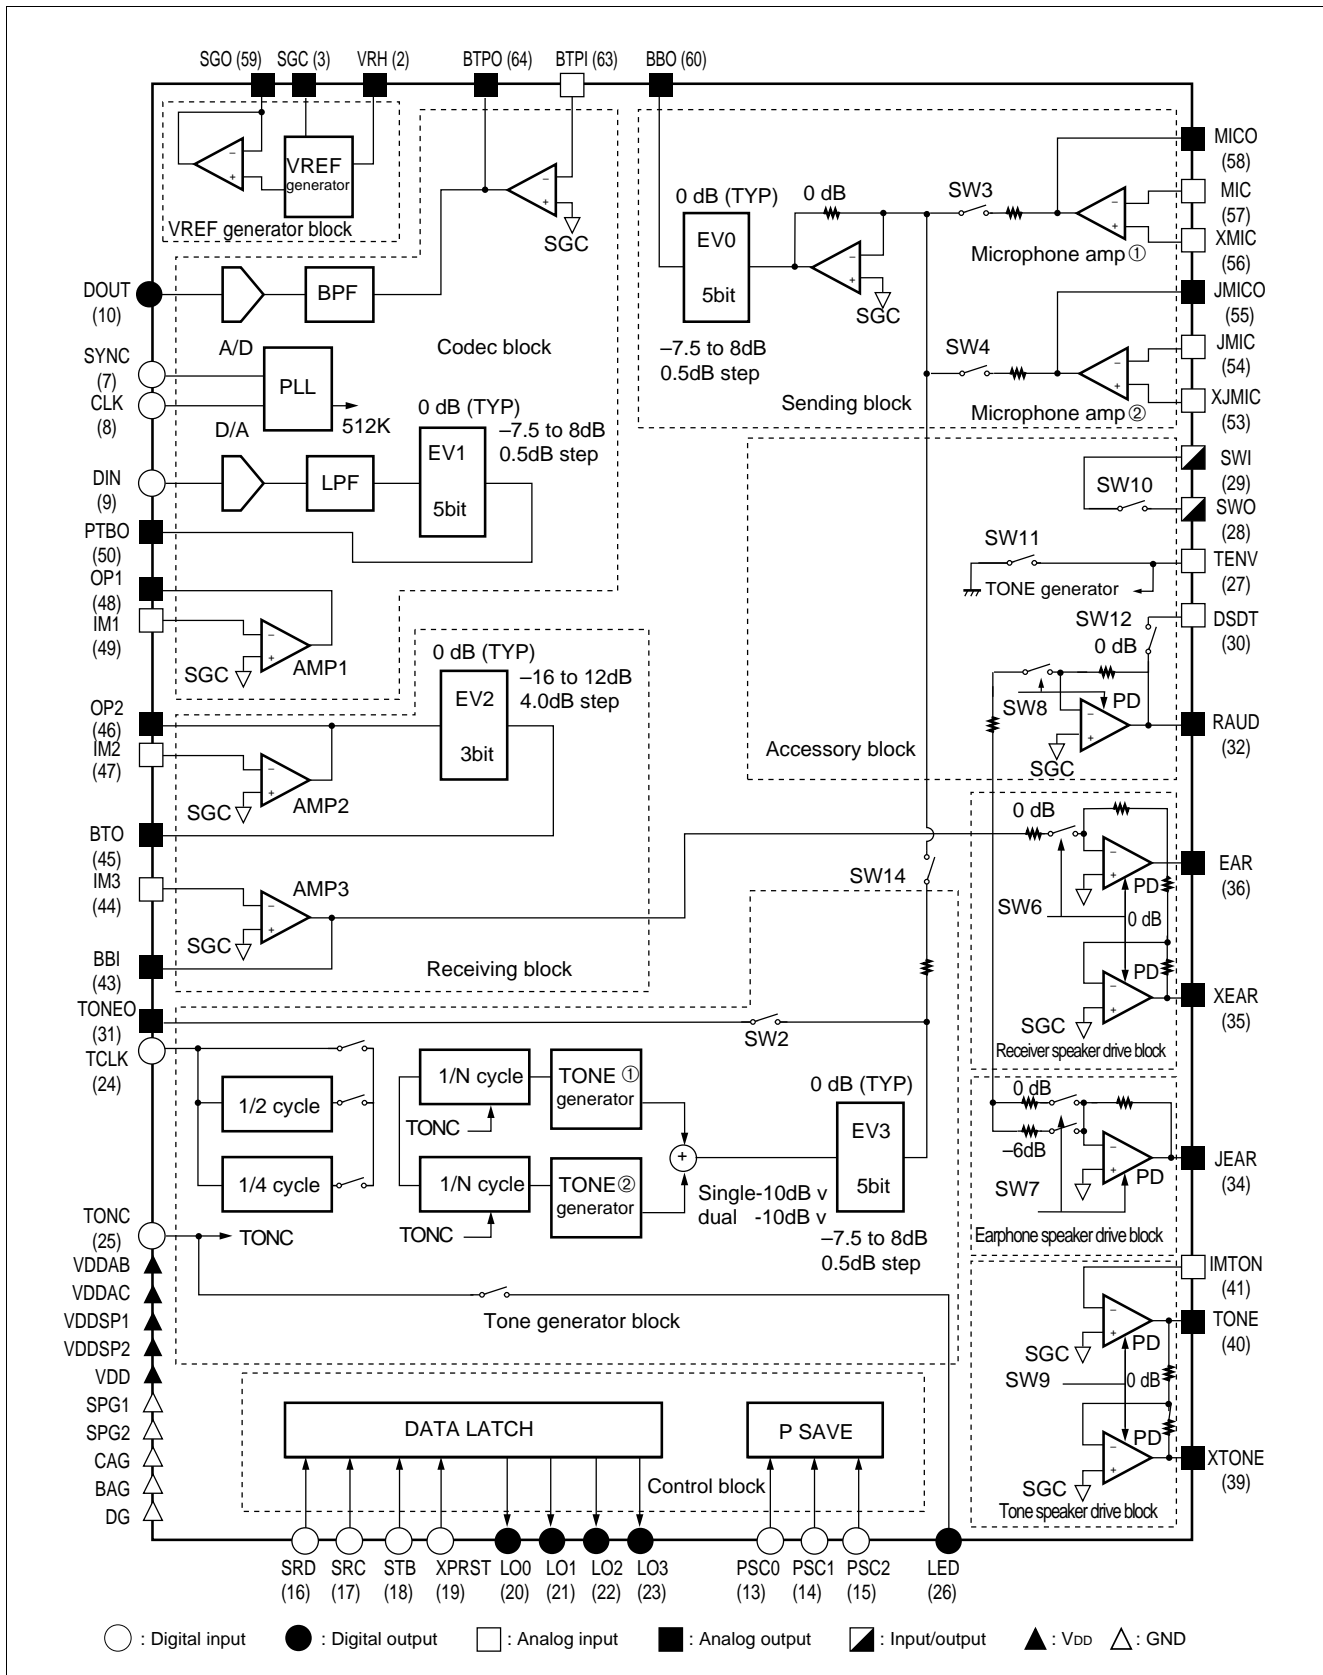 SGO (59) SGC (3) VRH (2) BTPO (64) BTPI (63) BBO (60)
VREF
generator
VREF generator block
SGC
0 dB (TYP)
EV0
5bit
–7.5 to 8dB
0.5dB step
0 dB
SGC
SW3
SW4
Microphone amp ①
Microphone amp ②
Sending block
MICO
(58)
MIC
(57)
XMIC
(56)
JMICO
(55)
JMIC
(54)
XJMIC
(53)
DOUT
(10)
SYNC
(7)
CLK
(8)
DIN
(9)
PTBO
(50)
OP1
(48)
IM1
(49)
A/D
BPF
PLL
512K
D/A
LPF
Codec block
0 dB (TYP)
–7.5 to 8dB
0.5dB step
EV1
5bit
SGC
AMP1
SWI
(29)
SWO
(28)
TENV
(27)
DSDT
(30)
RAUD
(32)
SW10
SW11
TONE generator
SW12
0 dB
SW8
PD
SGC
Accessory block
OP2
(46)
IM2
(47)
BTO
(45)
IM3
(44)
BBI
(43)
0 dB (TYP)
–16 to 12dB
4.0dB step
EV2
3bit
SGC
AMP2
AMP3
SGC
Receiving block
SW14
0 dB
SW6
PD
0 dB
PD
SGC
Receiver speaker drive block
EAR
(36)
XEAR
(35)
TONEO
(31)
TCLK
(24)
SW2
1/2 cycle
1/4 cycle
1/N cycle
TONC
TONE ①
generator
1/N cycle
TONC
TONE ②
generator
+
0 dB (TYP)
EV3
5bit
Single-10dB v
dual -10dB v
–7.5 to 8dB
0.5dB step
TONC
(25)
TONC
Tone generator block
0 dB
–6dB
SW7
PD
Earphone speaker drive block
JEAR
(34)
IMTON
(41)
TONE
(40)
XTONE
(39)
SGC
PD
SW9
0 dB
PD
SGC
Tone speaker drive block
VDDAB
VDDAC
VDDSP1
VDDSP2
VDD
SPG1
SPG2
CAG
BAG
DG
DATA LATCH
P SAVE
Control block
SRD SRC STB XPRST LO0 LO1 LO2 LO3 PSC0 PSC1 PSC2 LED
(16) (17) (18) (19) (20) (21) (22) (23) (13) (14) (15) (26)
: Digital input : Digital output : Analog input : Analog output : Input/output : VDD : GND